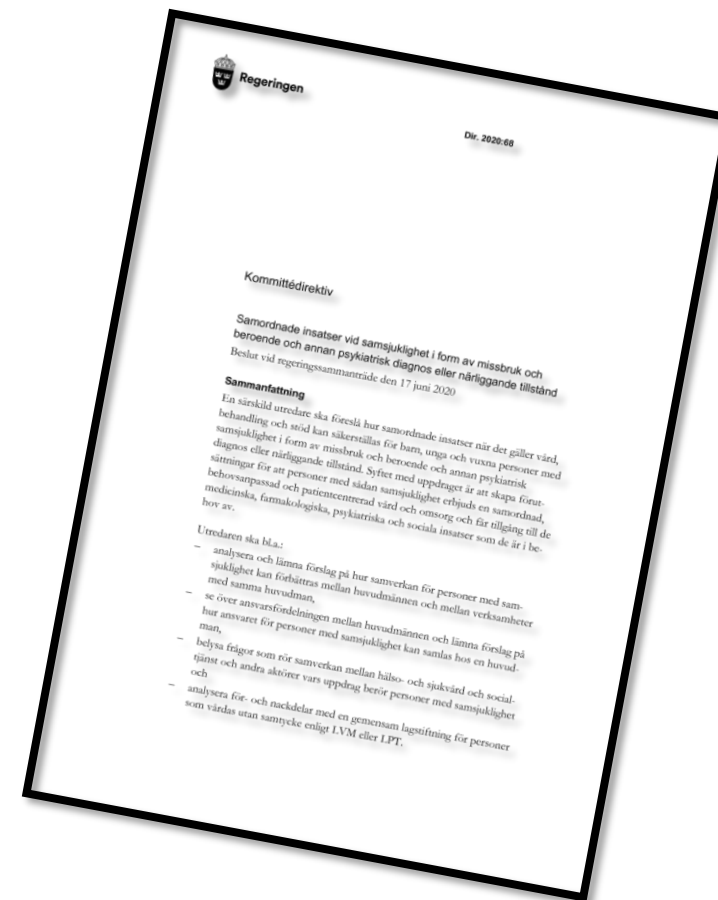 Regeringen
Dir. 2020:68
Kommittédirektiv
Samordnade insatser vid samsjuklighet i form av missbruk och
beroende och annan psykiatrisk diagnos eller närliggande tillstånd
Beslut vid regeringssammanträde den 17 juni 2020
Sammanfattning
En särskild utredare ska föreslå hur samordnade insatser när det gäller vård,
behandling och stöd kan säkerställas för barn, unga och vuxna personer med
samsjuklighet i form av missbruk och beroende och annan psykiatrisk
diagnos eller närliggande tillstånd. Syftet med uppdraget är att skapa förut-
sättningar för att personer med sådan samsjuklighet erbjuds en samordnad,
behovsanpassad och patientcentrerad vård och omsorg och får tillgång till de
medicinska, farmakologiska, psykiatriska och sociala insatser som de är i be-
hov av.
Utredaren ska bl.a.:
– analysera och lämna förslag på hur samverkan för personer med sam-
sjuklighet kan förbättras mellan huvudmännen och mellan verksamheter
med samma huvudman,
– se över ansvarsfördelningen mellan huvudmännen och lämna förslag på
hur ansvaret för personer med samsjuklighet kan samlas hos en huvud-
man,
– belysa frågor som rör samverkan mellan hälso- och sjukvård och social-
tjänst och andra aktörer vars uppdrag berör personer med samsjuklighet
och
– analysera för- och nackdelar med en gemensam lagstiftning för personer
som vårdas utan samtycke enligt LVM eller LPT.